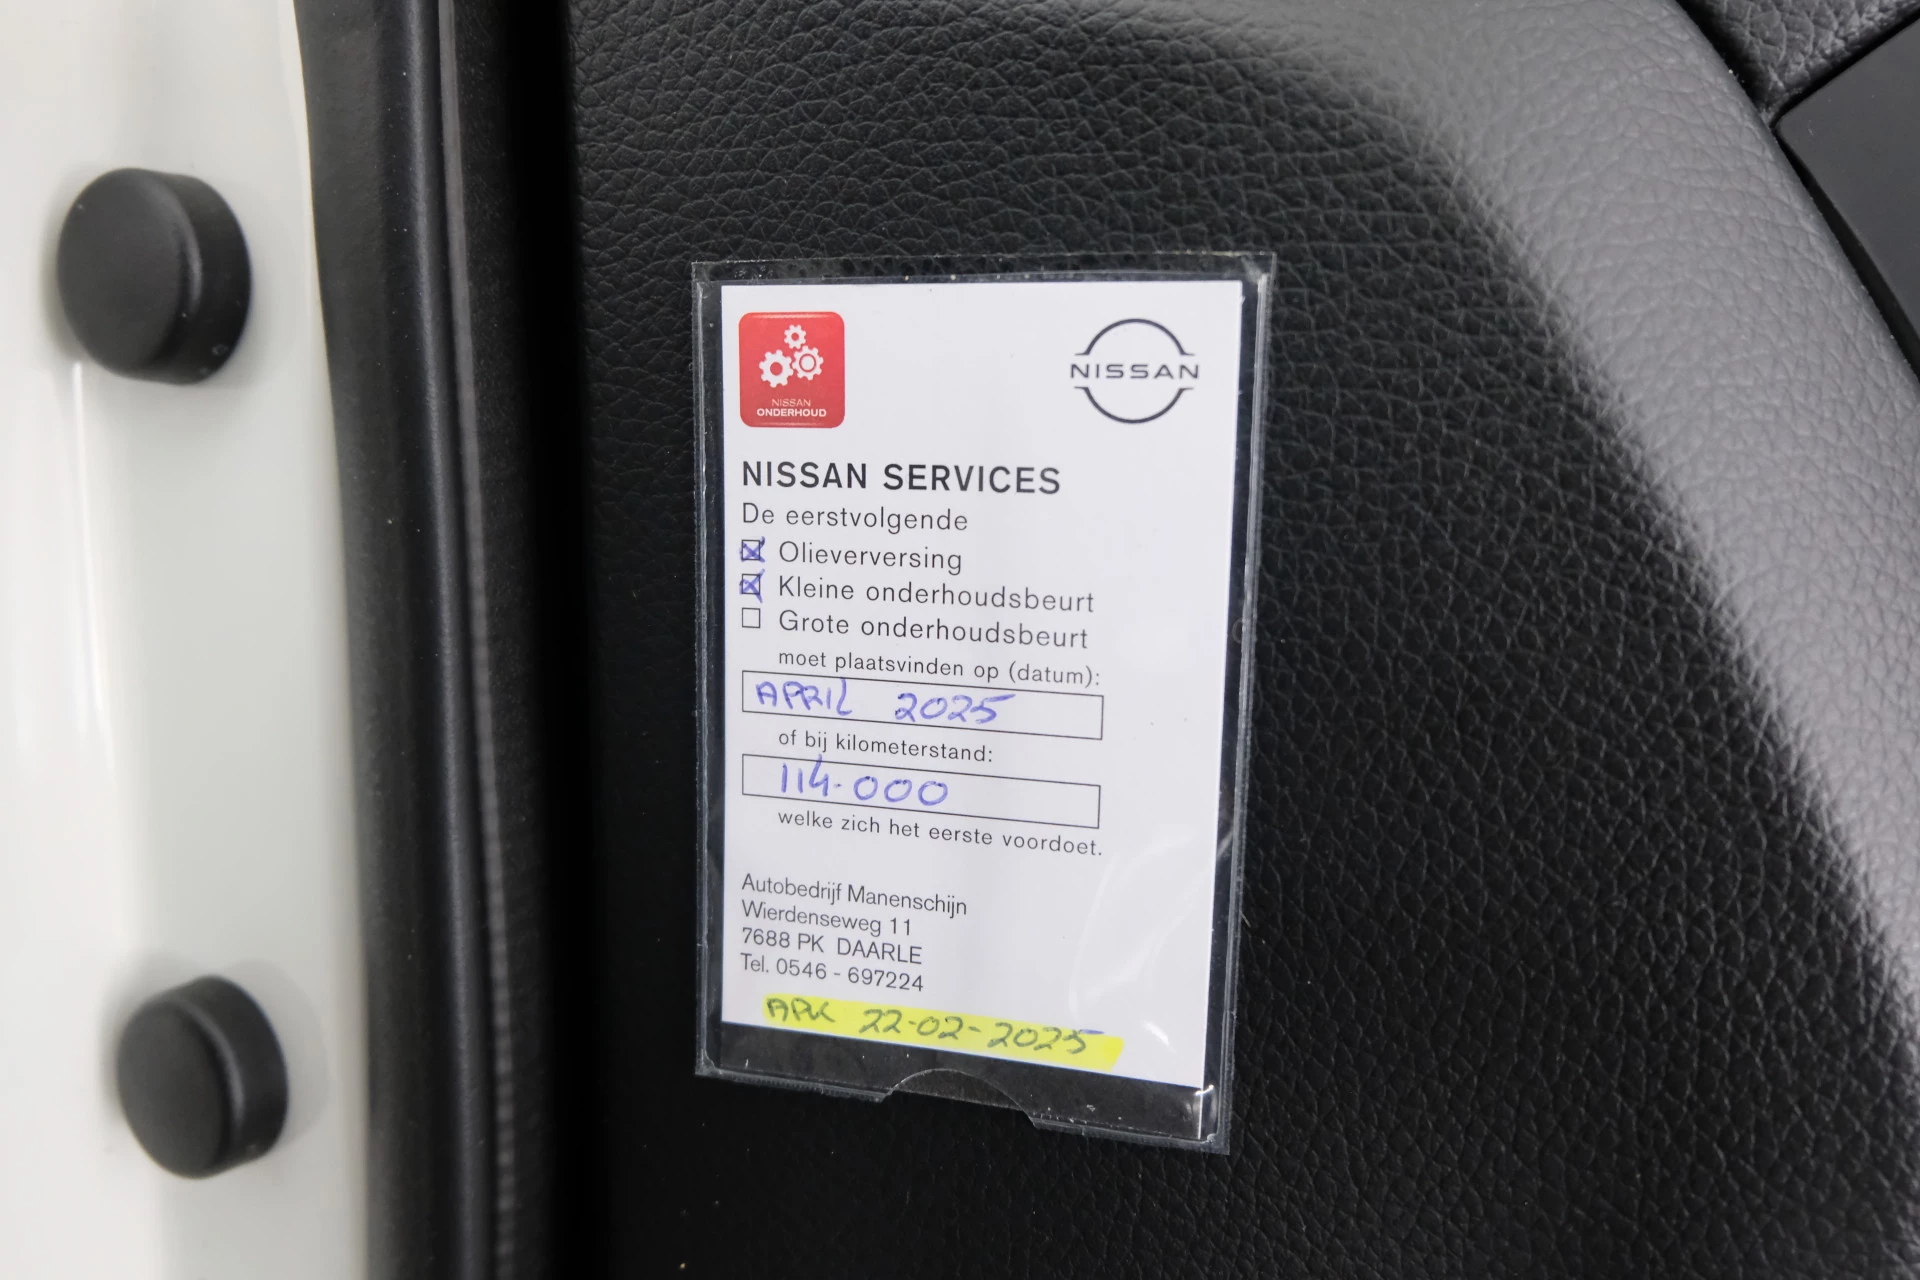 NISSAN
ONDERHOUD
NISSAN
NISSAN SERVICES
De eerstvolgende
Olieverversing
Kleine onderhoudsbeurt
Grote onderhoudsbeurt
moet plaatsvinden op (datum):
APRIL 2025
of bij kilometerstand:
114.000
welke zich het eerste voordoet.
Autobedrijf Manenschijn
Wierdenseweg 11
7688 PK DAARLE
Tel. 0546 - 697224
APK 22-02-2025